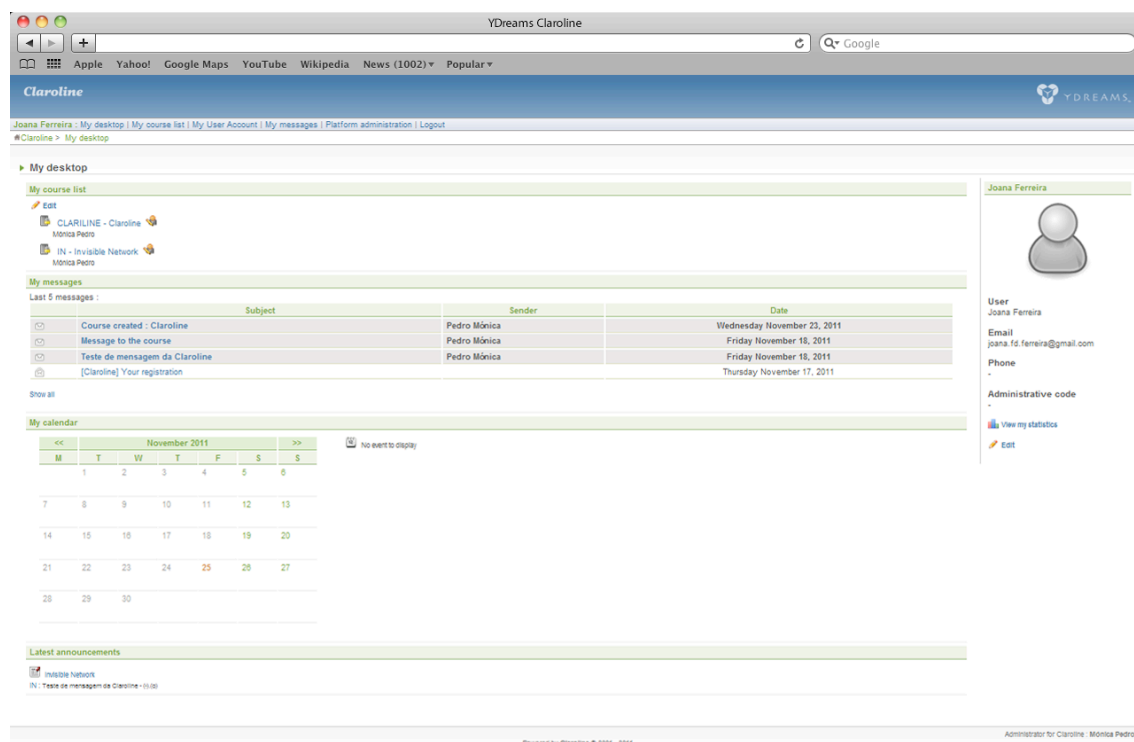 YDreams Claroline
Google
Apple Yahoo! Google Maps YouTube Wikipedia News (1002) Popular
Claroline
YDREAMS.
Joana Ferreira : My desktop | My course list | My User Account | My messages | Platform administration | Logout
Claroline > My desktop
My desktop
My course list
Edit
CLARILINE - Claroline
Mónica Pedro
IN - Invisible Network
Mónica Pedro
My messages
Last 5 messages :
Subject Sender Date
Course created : Claroline Pedro Mónica Wednesday November 23, 2011
Message to the course Pedro Mónica Friday November 18, 2011
Teste de mensagem da Claroline Pedro Mónica Friday November 18, 2011
[Claroline] Your registration Thursday November 17, 2011
Show all
My calendar
<< November 2011 >>
M T W T F S S
1 2 3 4 5 6
7 8 9 10 11 12 13
14 15 16 17 18 19 20
21 22 23 24 25 26 27
28 29 30
No event to display
Latest announcements
Invisible Network
IN : Teste de mensagem da Claroline -
Joana Ferreira
User
Joana Ferreira
Email
joana.fd.ferreira@gmail.com
Phone
-
Administrative code
-
View my statistics
Edit
Administrator for Claroline : Mónica Pedro